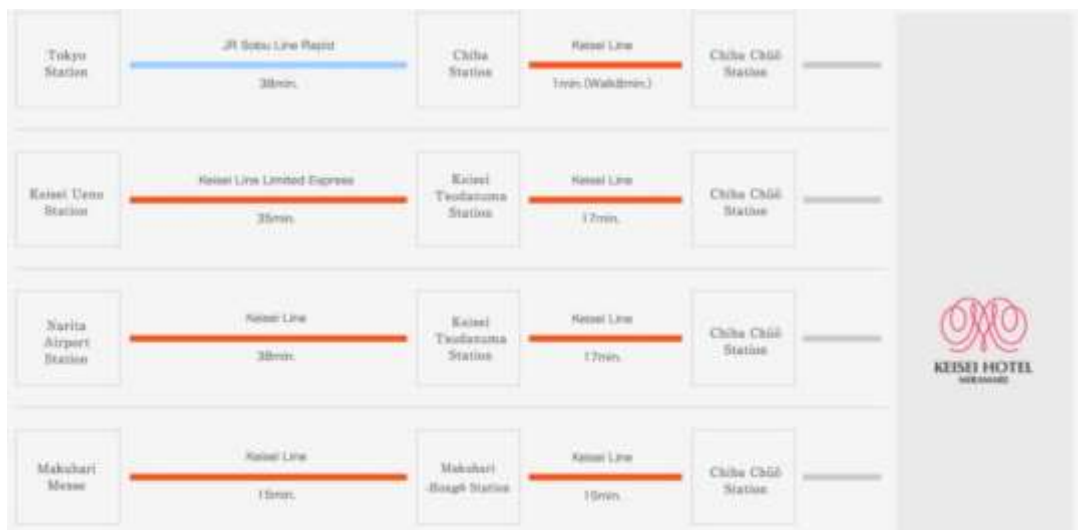 Tokyo
Station
JR Sobu Line Rapid
38min.
Chiba
Station
Keisei Line
1min.(Walk8min.)
Chiba Chūō
Station
Keisei Ueno
Station
Keisei Line Limited Express
35min.
Keisei
Tsudanuma
Station
Keisei Line
17min.
Chiba Chūō
Station
Narita
Airport
Station
Keisei Line
38min.
Keisei
Tsudanuma
Station
Keisei Line
17min.
Chiba Chūō
Station
KEISEI HOTEL
MIRAMARE
Makuhari
Messe
Keisei Line
15min.
Makuhari
-Hongō Station
Keisei Line
15min.
Chiba Chūō
Station